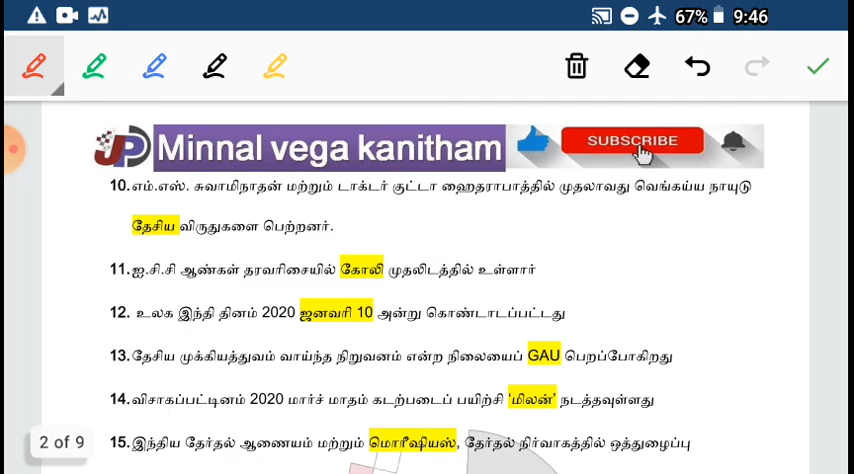 67% 9:46
JP Minnal vega kanitham SUBSCRIBE
10.எம்.எஸ். சுவாமிநாதன் மற்றும் டாக்டர் குட்டா ஹைதராபாத்தில் முதலாவது வெங்கய்ய நாயுடு
தேசிய விருதுகளை பெற்றனர்.
11.ஐ.சி.சி ஆண்கள் தரவரிசையில் கோலி முதலிடத்தில் உள்ளார்
12. உலக இந்தி தினம் 2020 ஜனவரி 10 அன்று கொண்டாடப்பட்டது
13.தேசிய முக்கியத்துவம் வாய்ந்த நிறுவனம் என்ற நிலையைப் GAU பெறப்போகிறது
14.விசாகப்பட்டினம் 2020 மார்ச் மாதம் கடற்படைப் பயிற்சி ‘மிலன்’ நடத்தவுள்ளது
2 of 9
15.இந்திய தேர்தல் ஆணையம் மற்றும் மொரீஷியஸ், தேர்தல் நிர்வாகத்தில் ஒத்துழைப்பு